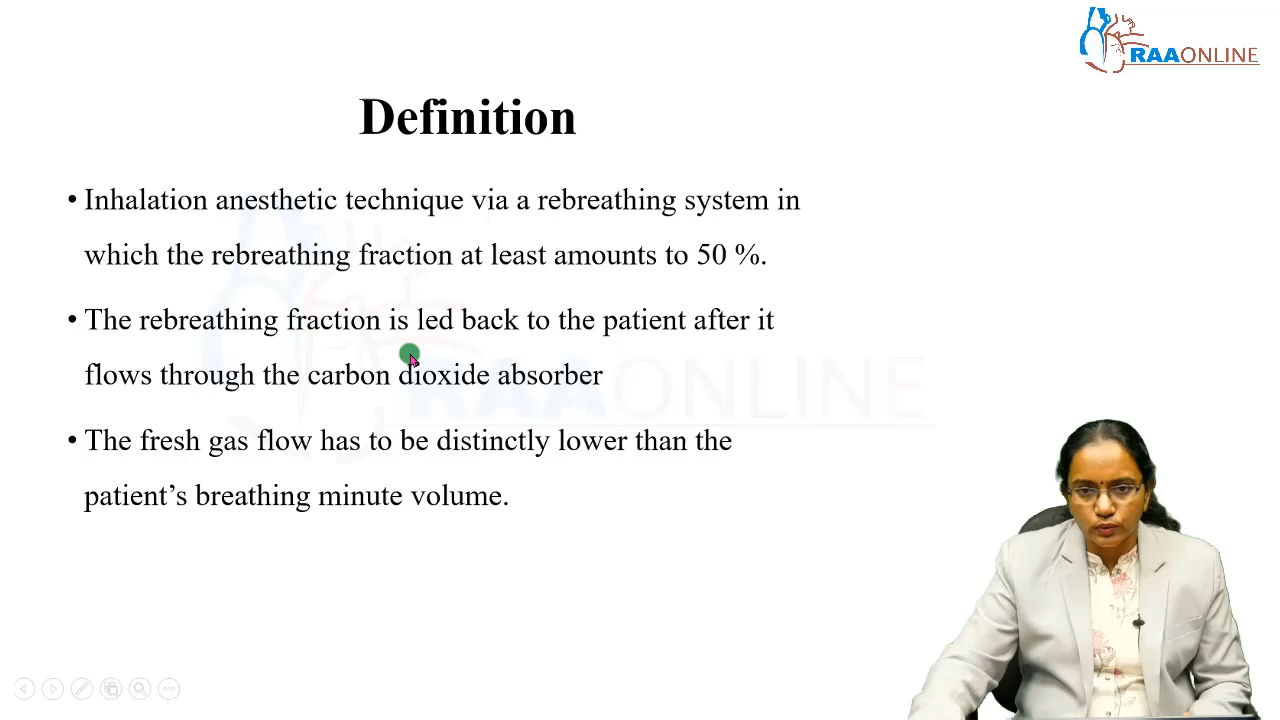 RAAONLINE
Definition
• Inhalation anesthetic technique via a rebreathing system in
which the rebreathing fraction at least amounts to 50 %.
• The rebreathing fraction is led back to the patient after it
flows through the carbon dioxide absorber
RAAONLINE
• The fresh gas flow has to be distinctly lower than the
patient’s breathing minute volume.